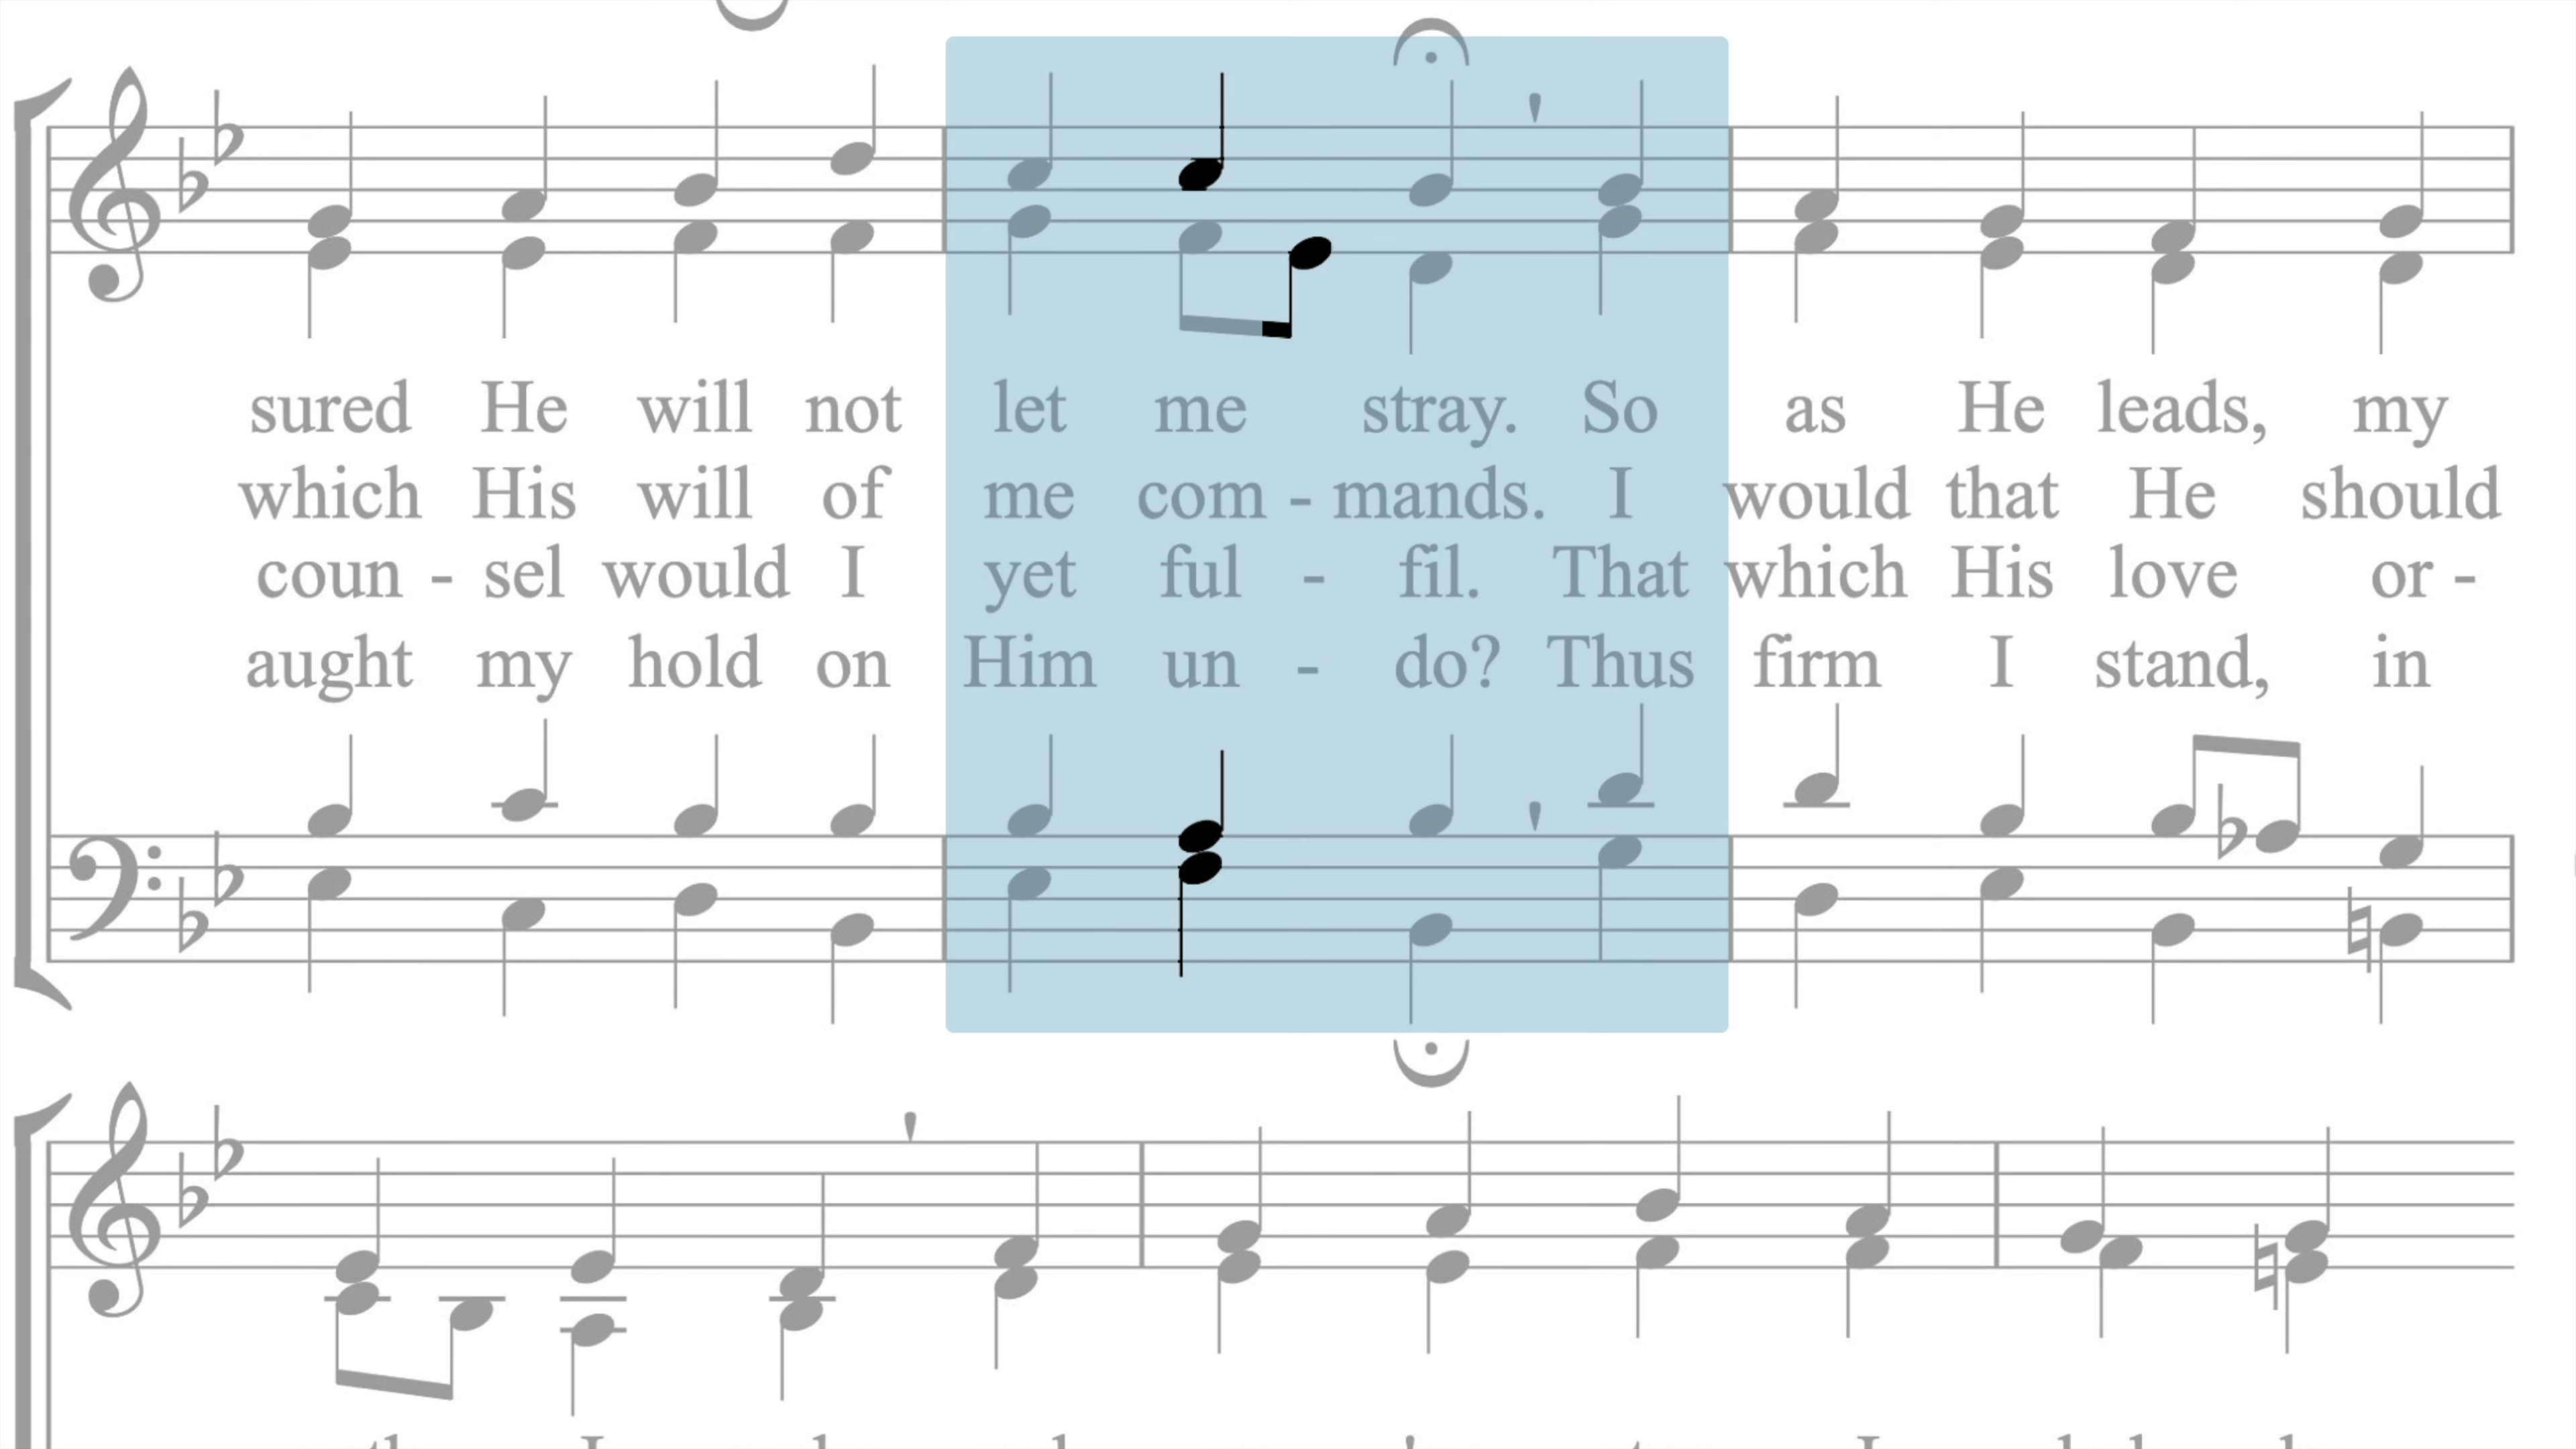 sured He will not let me stray. So as He leads, my
which His will of me com - mands. I would that He should
coun - sel would I yet ful - fil. That which His love or -
aught my hold on Him un - do? Thus firm I stand, in